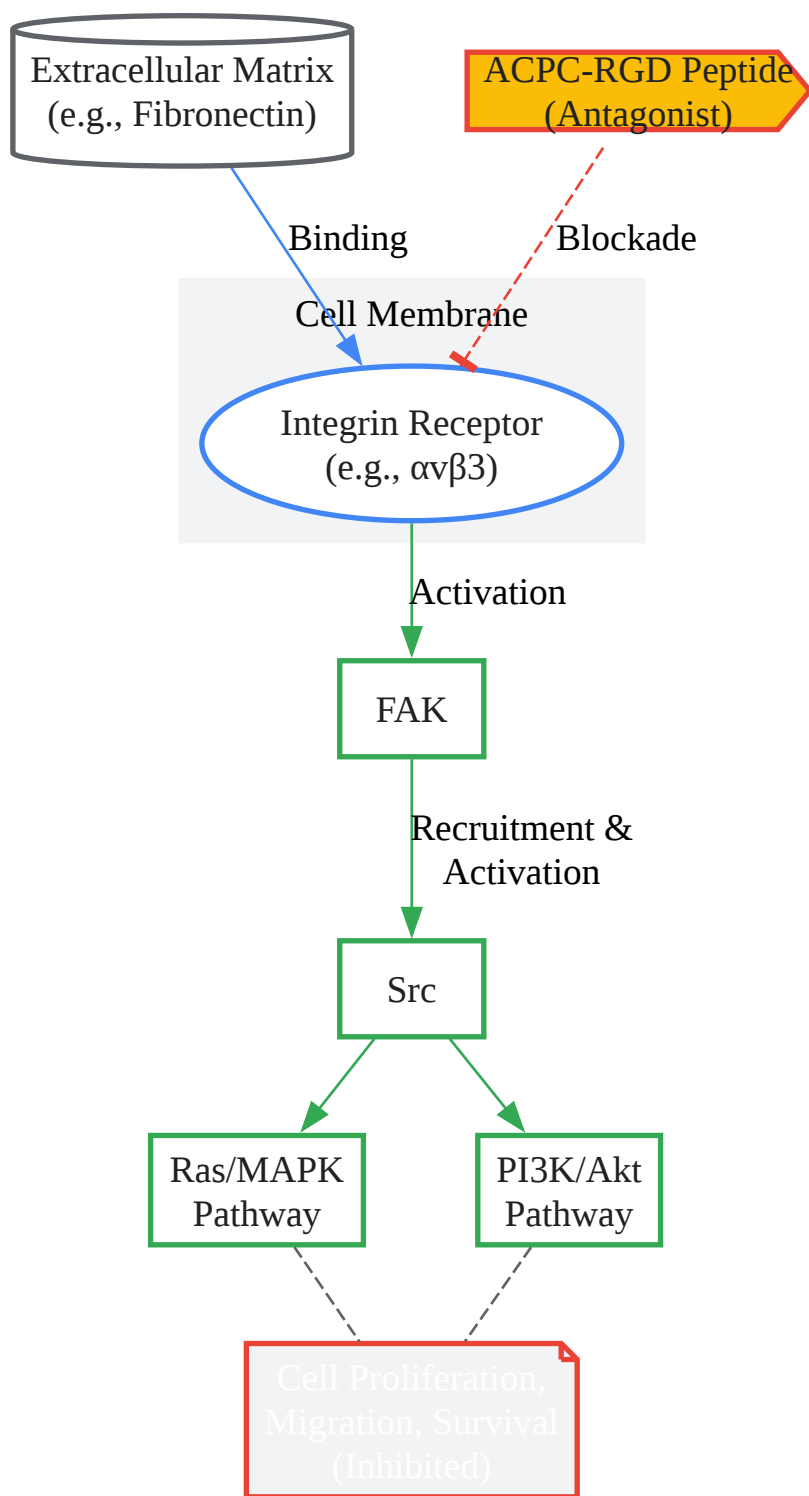 Extracellular Matrix
(e.g., Fibronectin)
ACPC-RGD Peptide
(Antagonist)
Binding
Blockade
Cell Membrane
Integrin Receptor
(e.g., αvβ3)
Activation
FAK
Recruitment &
Activation
Src
Ras/MAPK
Pathway
PI3K/Akt
Pathway
Cell Proliferation,
Migration, Survival
(Inhibited)